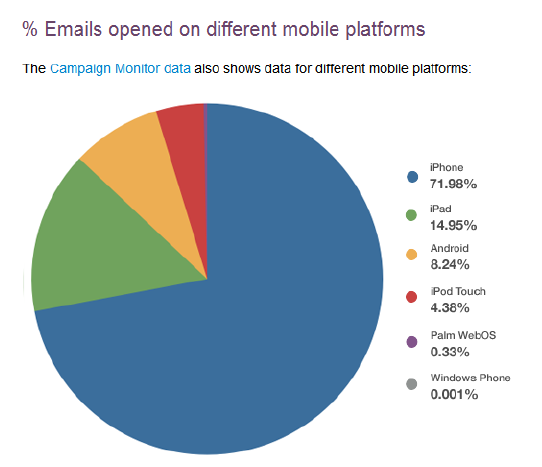 % Emails opened on different mobile platforms
The Campaign Monitor data also shows data for different mobile platforms:
iPhone
71.98%
iPad
14.95%
Android
8.24%
iPod Touch
4.38%
Palm WebOS
0.33%
Windows Phone
0.001%